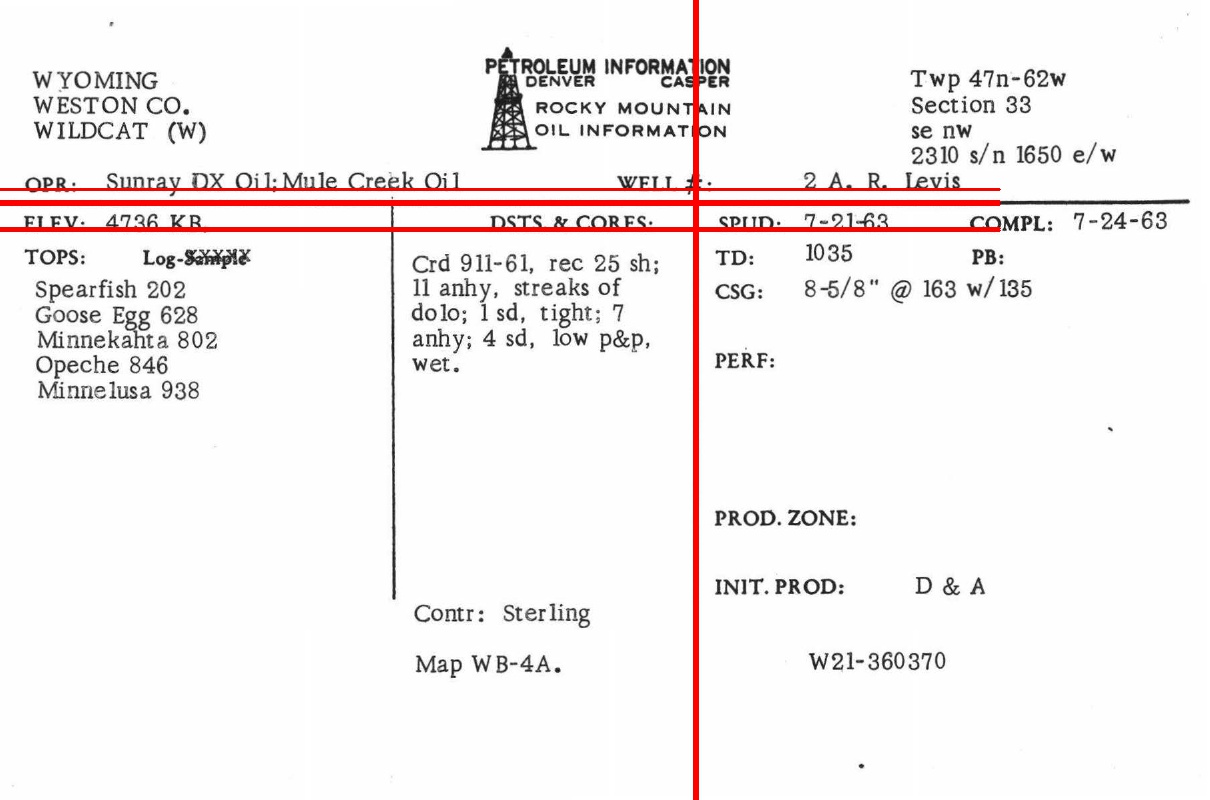 WYOMING
WESTON CO.
WILDCAT (W)
PETROLEUM INFORMATION
DENVER CASPER
ROCKY MOUNTAIN
OIL INFORMATION
Twp 47n-62w
Section 33
se nw
2310 s/n 1650 e/w
OPR: Sunray DX Oil; Mule Creek Oil WELL #: 2 A. R. Levis
ELEV: 4736 KB DSTS & CORES: SPUD: 7-21-63 COMPL: 7-24-63
TOPS: Log-Sample
Spearfish 202
Goose Egg 628
Minnekahta 802
Opeche 846
Minnelusa 938
Crd 911-61, rec 25 sh;
11 anhy, streaks of
dolo; 1 sd, tight; 7
anhy; 4 sd, low p&p,
wet.
Contr: Sterling
Map WB-4A.
TD: 1035 PB:
CSG: 8-5/8" @ 163 w/135
PERF:
PROD. ZONE:
INIT. PROD: D & A
W21-360370